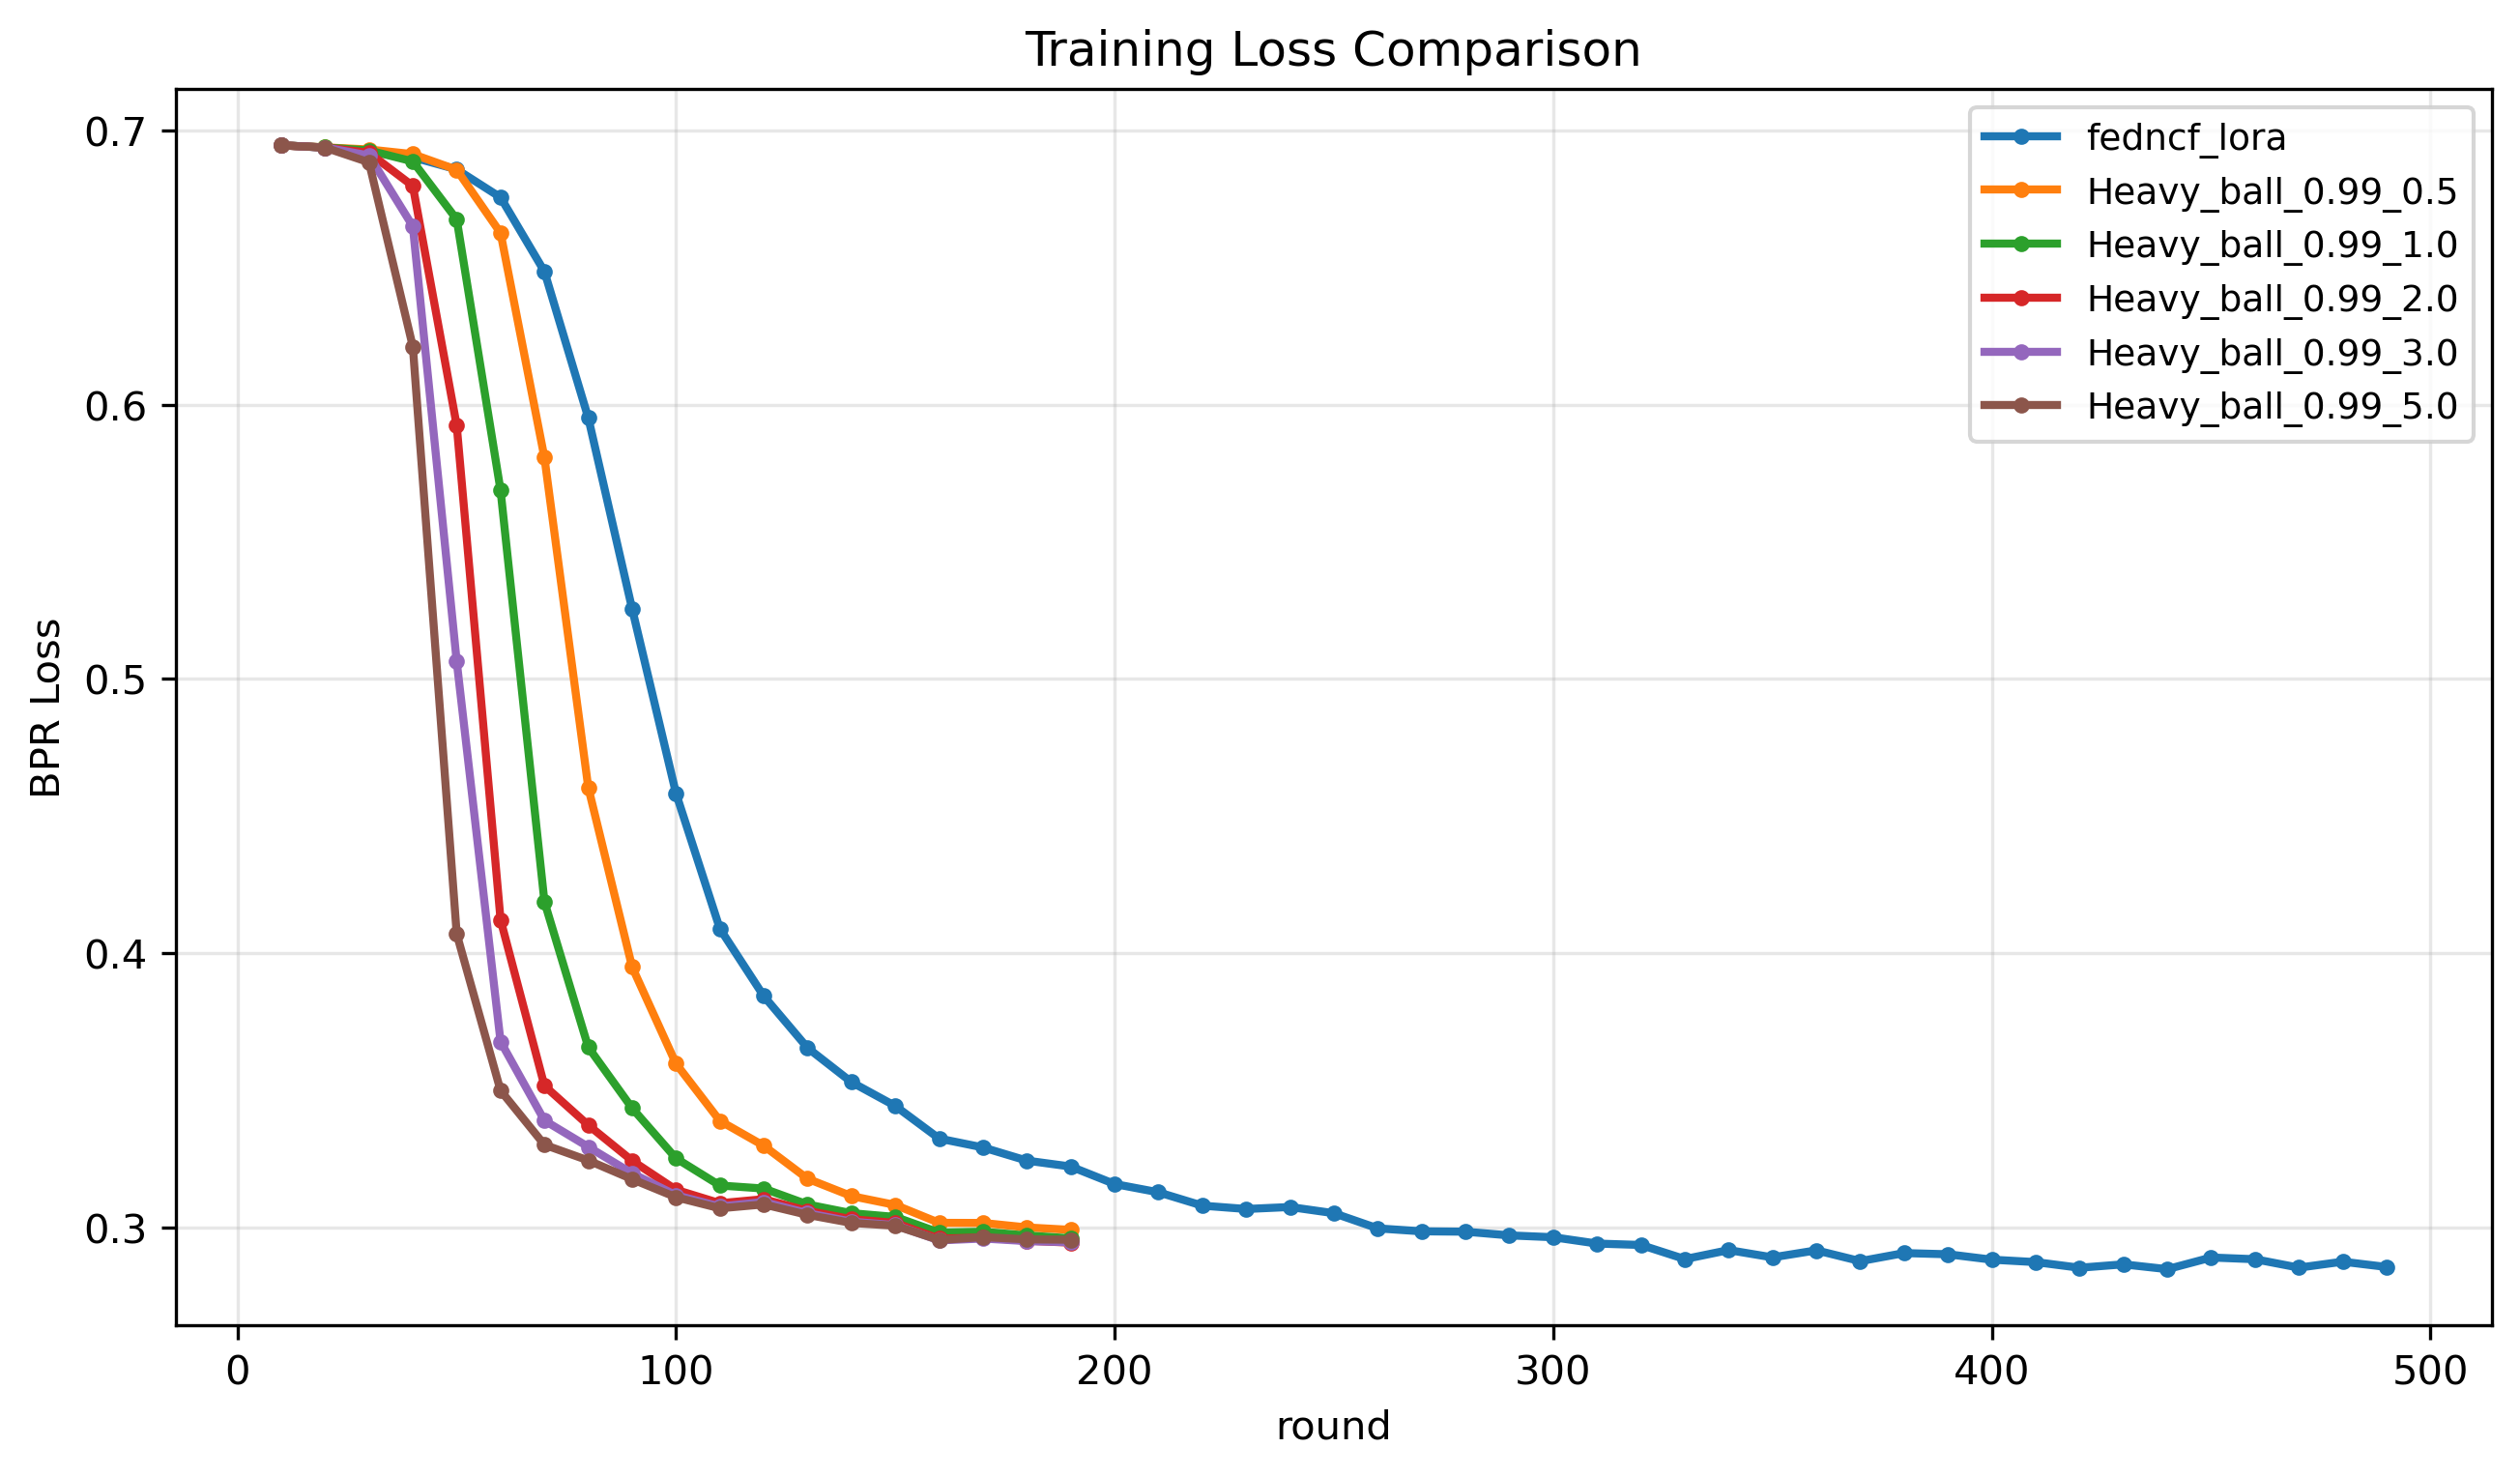 Training Loss Comparison
fedncf_lora
Heavy_ball_0.99_0.5
Heavy_ball_0.99_1.0
Heavy_ball_0.99_2.0
Heavy_ball_0.99_3.0
Heavy_ball_0.99_5.0
BPR Loss
0.7
0.6
0.5
0.4
0.3
0 100 200 300 400 500
round